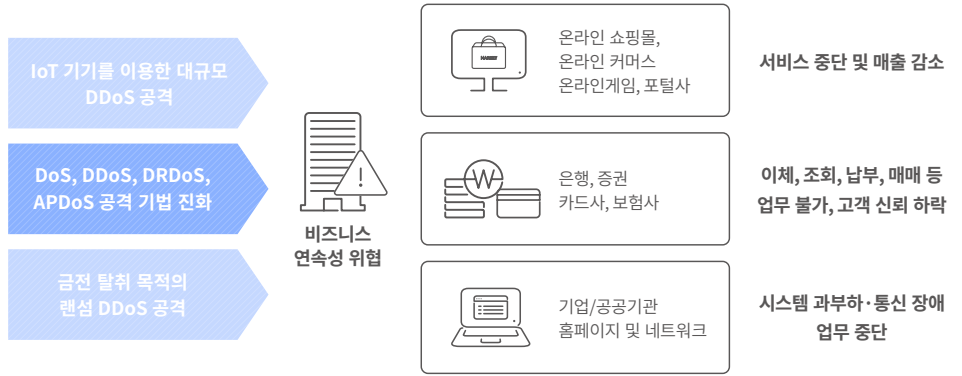 IoT 기기를 이용한 대규모
DDoS 공격
DoS, DDoS, DRDoS,
APDoS 공격 기법 진화
금전 탈취 목적의
랜섬 DDoS 공격
비즈니스
연속성 위협
온라인 쇼핑몰,
온라인 커머스
온라인게임, 포털사
서비스 중단 및 매출 감소
은행, 증권
카드사, 보험사
이체, 조회, 납부, 매매 등
업무 불가, 고객 신뢰 하락
기업/공공기관
홈페이지 및 네트워크
시스템 과부하·통신 장애
업무 중단